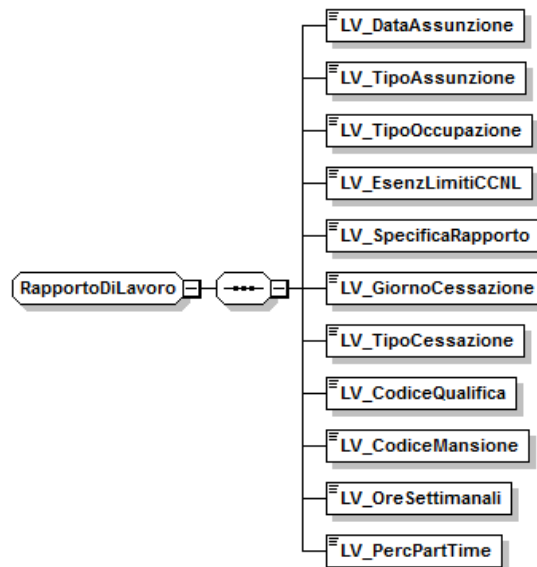 LV_DataAssunzione
LV_TipoAssunzione
LV_TipoOccupazione
LV_EsenzLimitiCCNL
LV_SpecificaRapporto
RapportoDiLavoro
LV_GiornoCessazione
LV_TipoCessazione
LV_CodiceQualifica
LV_CodiceMansione
LV_OreSettimanali
LV_PercPartTime